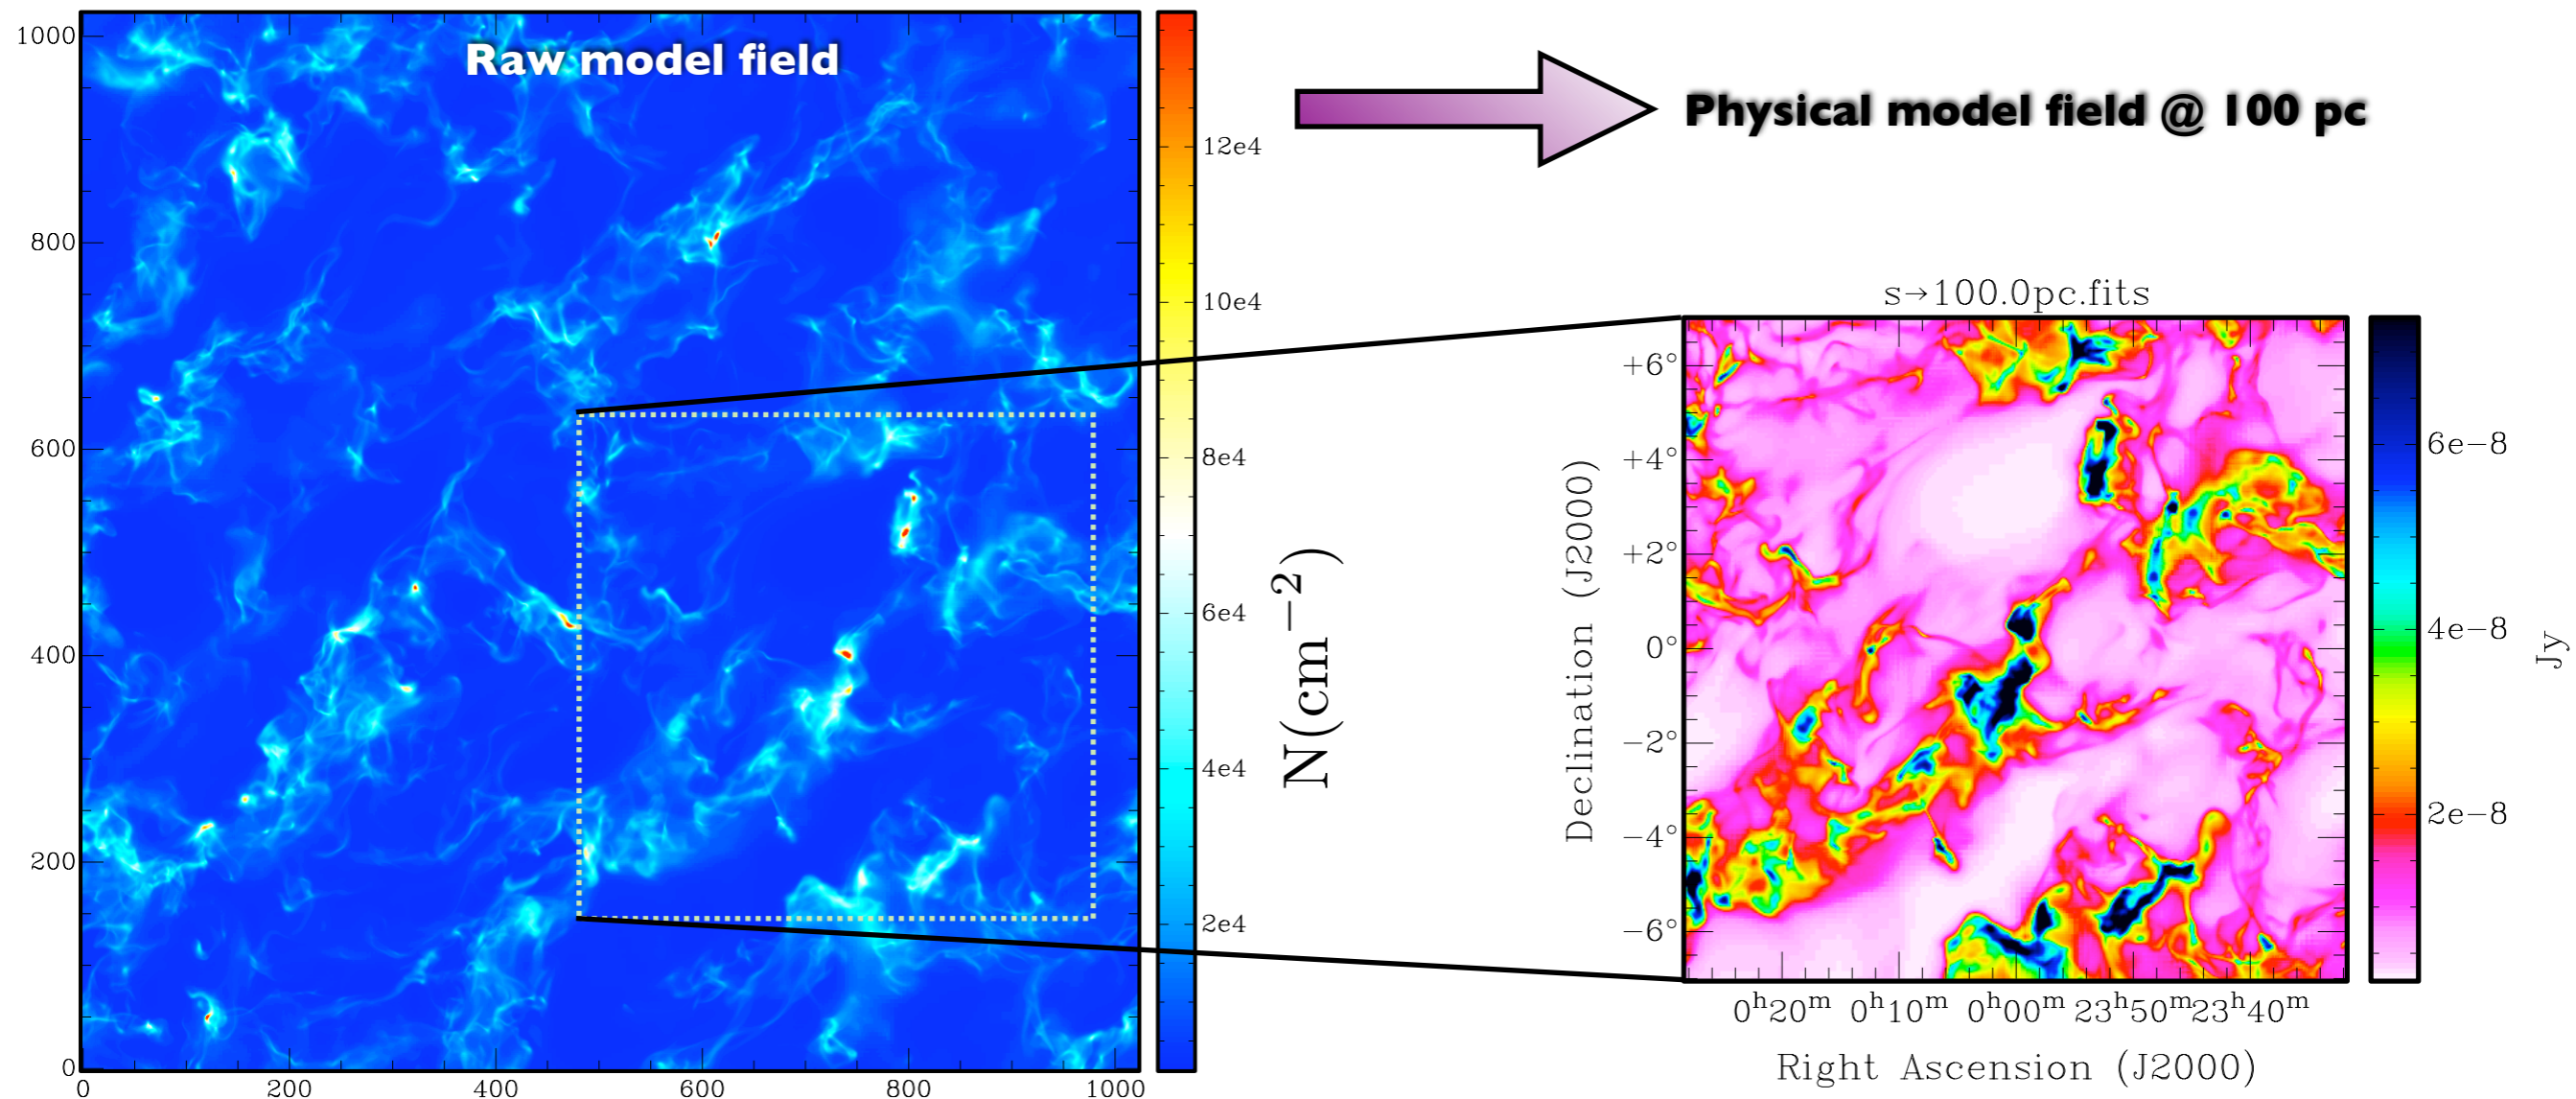 Raw model field
Physical model field @ 100 pc
1000
800
600
400
200
0
0 200 400 600 800 1000
12e4
10e4
8e4
6e4
4e4
2e4
N(cm⁻²)
s→100.0pc.fits
+6°
+4°
+2°
0°
−2°
−4°
−6°
Declination (J2000)
0ʰ20ᵐ 0ʰ10ᵐ 0ʰ00ᵐ 23ʰ50ᵐ 23ʰ40ᵐ
Right Ascension (J2000)
6e−8
4e−8
2e−8
Jy